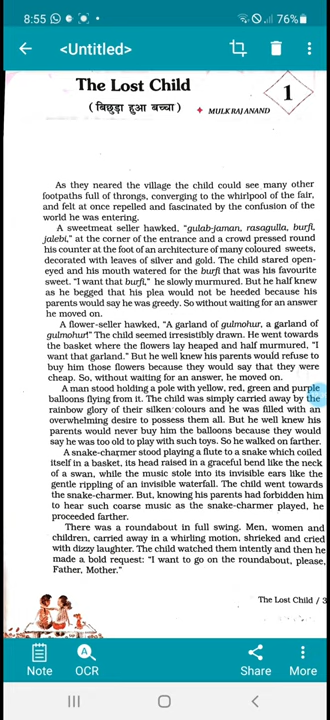 8:55
76%
<Untitled>
The Lost Child
1
( बिछुड़ा हुआ बच्चा )
✦ MULK RAJ ANAND
As they neared the village the child could see many other
footpaths full of throngs, converging to the whirlpool of the fair,
and felt at once repelled and fascinated by the confusion of the
world he was entering.
A sweetmeat seller hawked, “gulab-jaman, rasagulla, burfi,
jalebi,” at the corner of the entrance and a crowd pressed round
his counter at the foot of an architecture of many coloured sweets,
decorated with leaves of silver and gold. The child stared open-
eyed and his mouth watered for the burfi that was his favourite
sweet. “I want that burfi,” he slowly murmured. But he half knew
as he begged that his plea would not be heeded because his
parents would say he was greedy. So without waiting for an answer
he moved on.
A flower-seller hawked, “A garland of gulmohur, a garland of
gulmohur!” The child seemed irresistibly drawn. He went towards
the basket where the flowers lay heaped and half murmured, “I
want that garland.” But he well knew his parents would refuse to
buy him those flowers because they would say that they were
cheap. So, without waiting for an answer, he moved on.
A man stood holding a pole with yellow, red, green and purple
balloons flying from it. The child was simply carried away by the
rainbow glory of their silken colours and he was filled with an
overwhelming desire to possess them all. But he well knew his
parents would never buy him the balloons because they would
say he was too old to play with such toys. So he walked on farther.
A snake-charmer stood playing a flute to a snake which coiled
itself in a basket, its head raised in a graceful bend like the neck
of a swan, while the music stole into its invisible ears like the
gentle rippling of an invisible waterfall. The child went towards
the snake-charmer. But, knowing his parents had forbidden him
to hear such coarse music as the snake-charmer played, he
proceeded farther.
There was a roundabout in full swing. Men, women and
children, carried away in a whirling motion, shrieked and cried
with dizzy laughter. The child watched them intently and then he
made a bold request: “I want to go on the roundabout, please,
Father, Mother.”
The Lost Child / 3
A
Note
OCR
Share
More